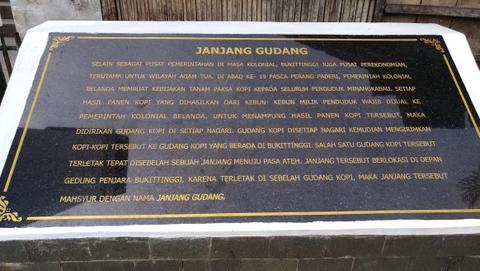 JANJANG GUDANG
SELAIN SEBAGAI PUSAT PEMERINTAHAN DI MASA KOLONIAL, BUKITTINGGI JUGA PUSAT PEREKONOMIAN,
TERUTAMA UNTUK WILAYAH AGAM TUA. DI ABAD KE- 19 PASCA PERANG PADERI, PEMERINTAH KOLONIAL
BELANDA MEMBUAT KEBIJAKAN TANAM PAKSA KOPI KEPADA SELURUH PENDUDUK MINANGKABAU. SETIAP
HASIL PANEN KOPI YANG DIHASILKAN DARI KEBUN- KEBUN MILIK PENDUDUK WAJIB DIJUAL KE
PEMERINTAH KOLONIAL BELANDA. UNTUK MENAMPUNG HASIL PANEN KOPI TERSEBUT, MAKA
DIDIRIKAN GUDANG KOPI DI SETIAP NAGARI. GUDANG KOPI DISETIAP NAGARI KEMUDIAN MENGIRIMKAN
KOPI-KOPI TERSEBUT KE GUDANG KOPI YANG BERADA DI BUKITTINGGI. SALAH SATU GUDANG KOPI TERSEBUT
TERLETAK TEPAT DISEBELAH SEBUAH JANJANG MENUJU PASA ATEH. JANJANG TERSEBUT BERLOKASI DI DEPAN
GEDUNG PENJARA BUKITTINGGI. KARENA TERLETAK DI SEBELAH GUDANG KOPI, MAKA JANJANG TERSEBUT
MAHSYUR DENGAN NAMA JANJANG GUDANG.